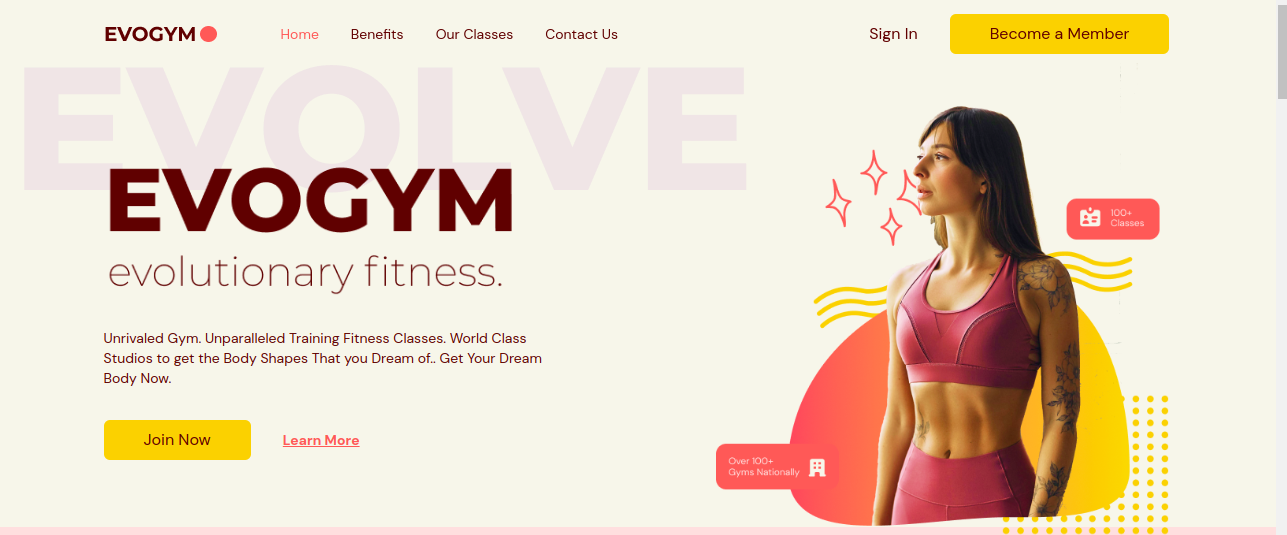 EVOGYM
Home
Benefits
Our Classes
Contact Us
Sign In
Become a Member
EVOLVE
EVOGYM
evolutionary fitness.
100+
Classes
Unrivaled Gym. Unparalleled Training Fitness Classes. World Class
Studios to get the Body Shapes That you Dream of.. Get Your Dream
Body Now.
Join Now
Learn More
Over 100+
Gyms Nationally